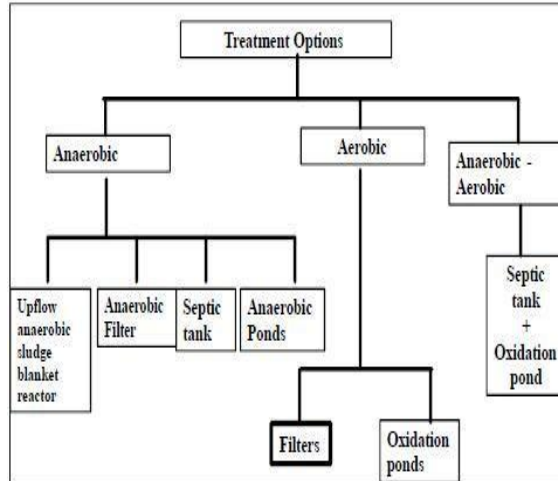 Treatment Options
Anaerobic
Aerobic
Anaerobic -
Aerobic
Upflow
anaerobic
sludge
blanket
reactor
Anaerobic
Filter
Septic
tank
Anaerobic
Ponds
Septic
tank
+
Oxidation
pond
Filters
Oxidation
ponds